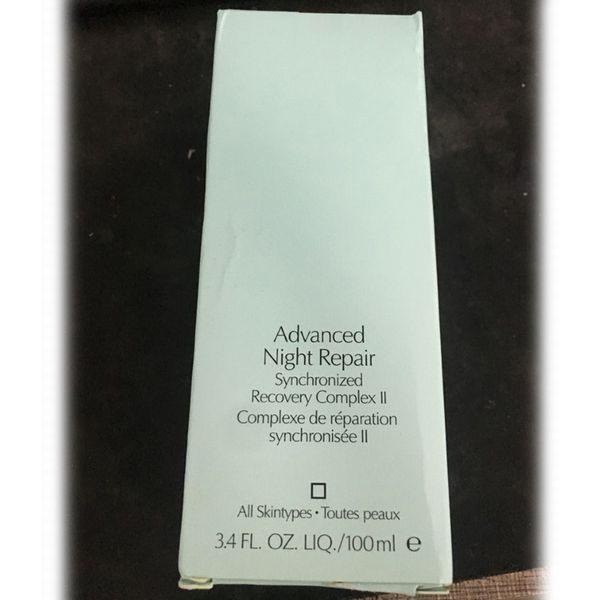 Advanced
Night Repair
Synchronized
Recovery Complex II
Complexe de réparation
synchronisée II
All Skintypes • Toutes peaux
3.4 FL. OZ. LIQ./100ml e